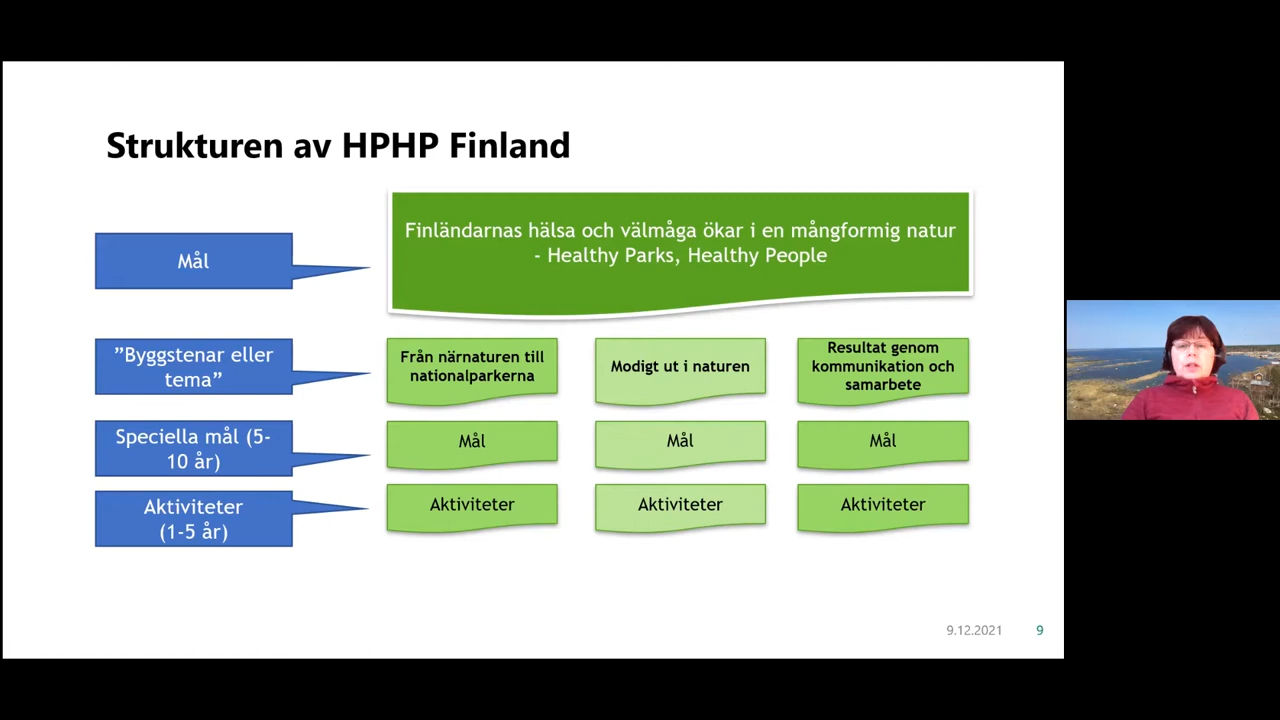 Strukturen av HPHP Finland
Mål
Finländarnas hälsa och välmåga ökar i en mångformig natur
- Healthy Parks, Healthy People
”Byggstenar eller
tema”
Från närnaturen till
nationalparkerna
Modigt ut i naturen
Resultat genom
kommunikation och
samarbete
Speciella mål (5-
10 år)
Mål
Mål
Mål
Aktiviteter
(1-5 år)
Aktiviteter
Aktiviteter
Aktiviteter
9.12.2021
9